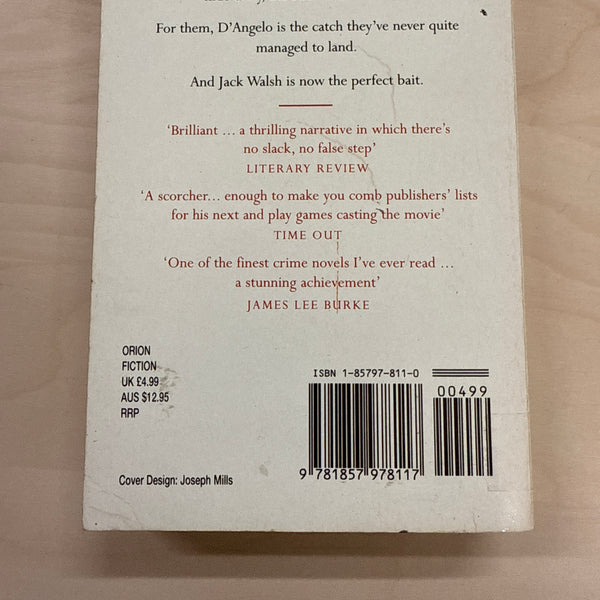 For them, D'Angelo is the catch they've never quite
managed to land.
And Jack Walsh is now the perfect bait.
'Brilliant ... a thrilling narrative in which there's
no slack, no false step'
LITERARY REVIEW
'A scorcher... enough to make you comb publishers' lists
for his next and play games casting the movie'
TIME OUT
'One of the finest crime novels I've ever read ...
a stunning achievement'
JAMES LEE BURKE
ORION
FICTION
UK £4.99
AUS $12.95
RRP
Cover Design: Joseph Mills
ISBN 1-85797-811-0
00499
9 781857 978117